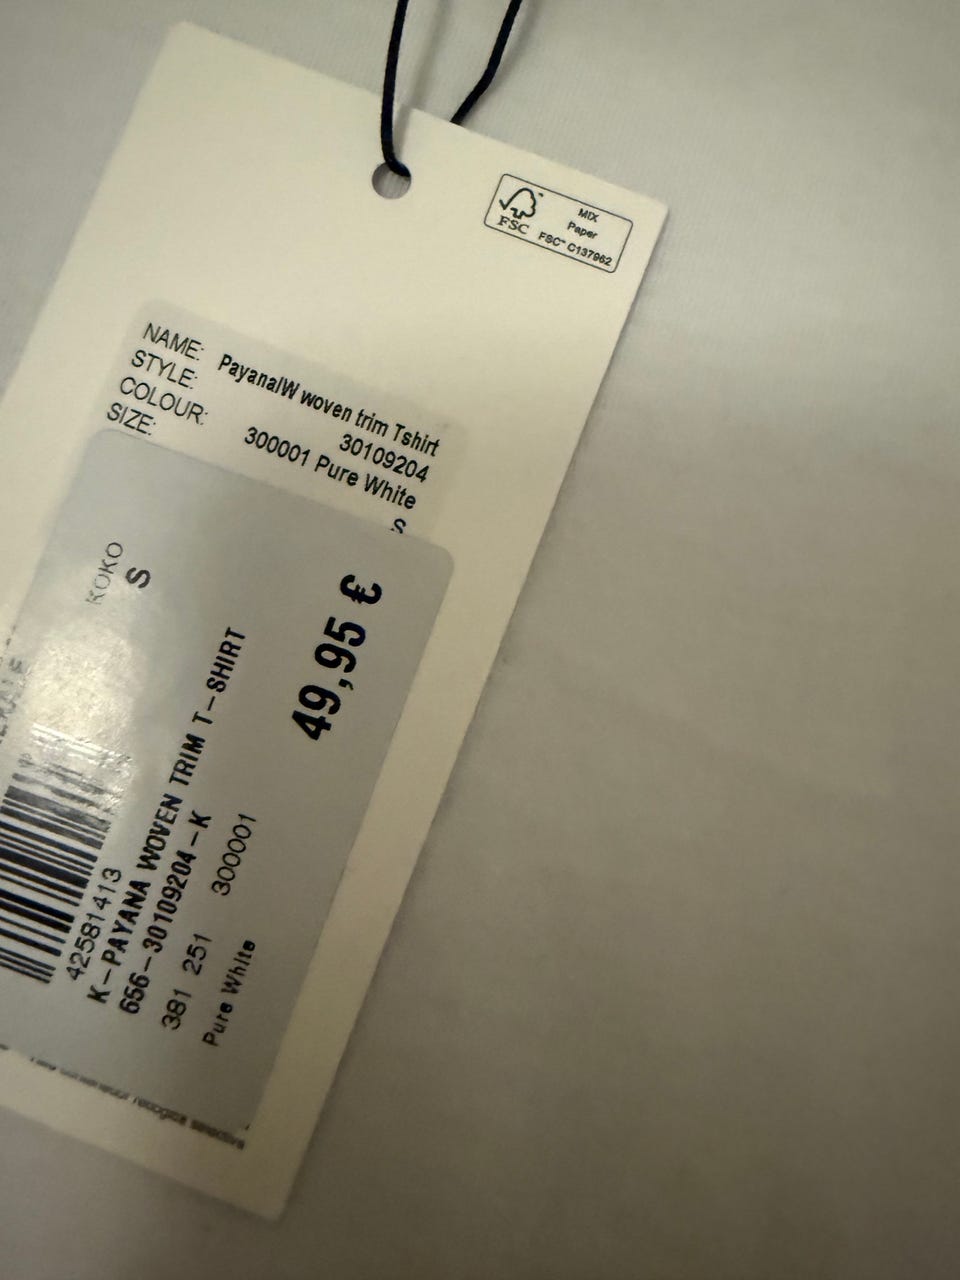 FSC
MIX
Paper
FSC™ C137962
NAME: PayanaIW woven trim Tshirt
STYLE: 30109204
COLOUR: 300001 Pure White
SIZE: S
KOKO
S
49,95 €
42581413
K-PAYANA WOVEN TRIM T-SHIRT
656-30109204-K
381 251 300001
Pure White